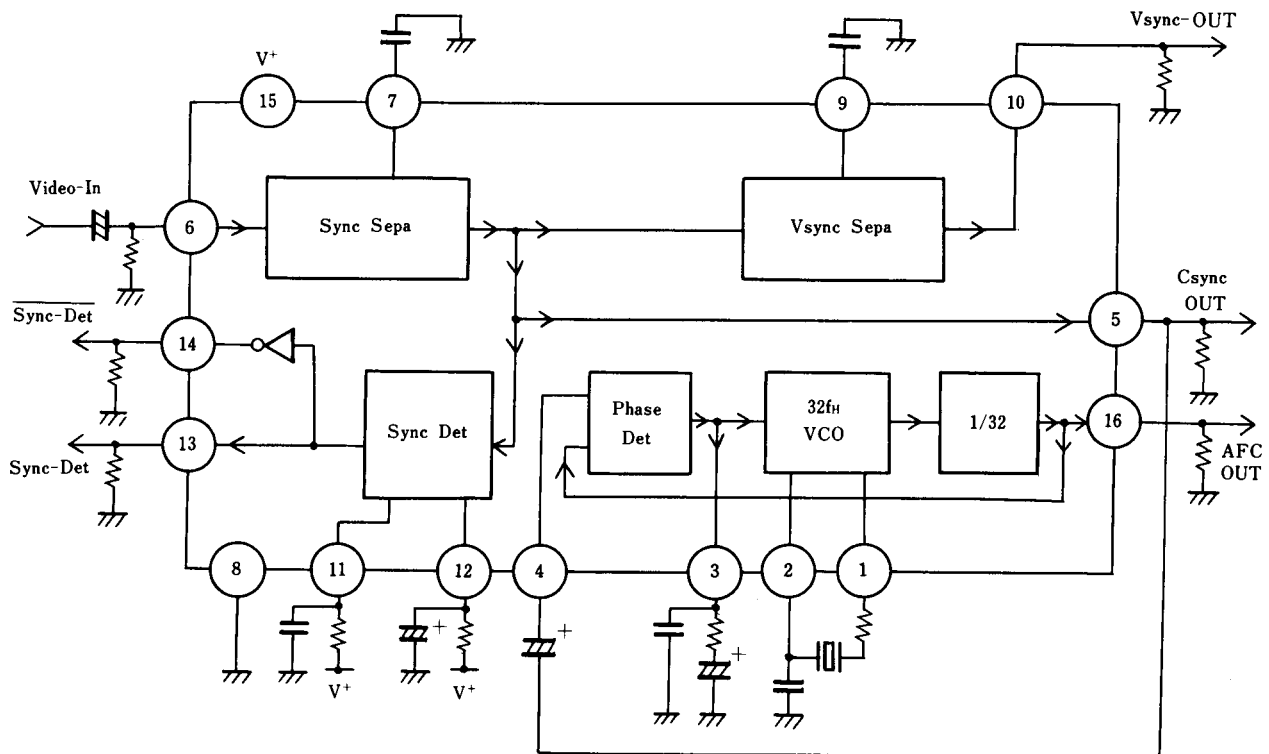 Vsync-OUT
V⁺
15
7
9
10
Video-In
6
Sync Sepa
Vsync Sepa
Csync
OUT
5
Sync-Det
14
13
Sync-Det
Sync Det
Phase
Det
32fH
VCO
1/32
16
AFC
OUT
8
11
12
4
3
2
1
+
+
+
V⁺
V⁺